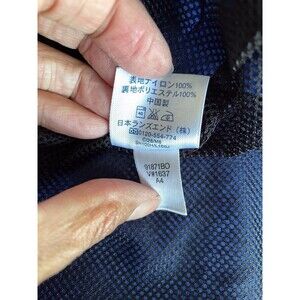 表地ナイロン100%
裏地ポリエステル100%
中国製
日本ランズエンド(株)
0120-554-774
91871BO
V#1637
A4